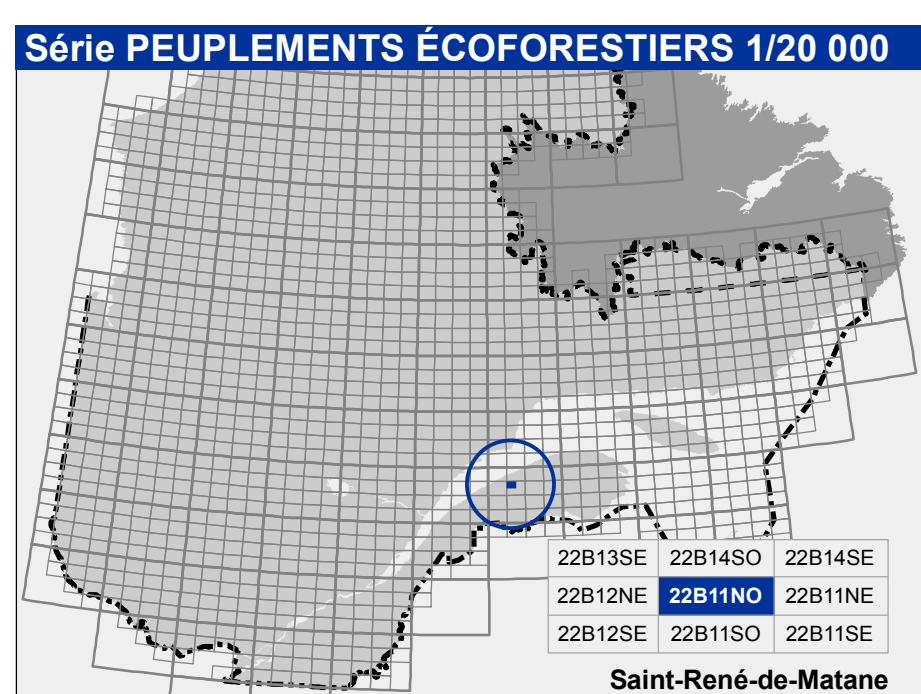 Série PEUPLEMENTS ÉCOFORESTIERS 1/20 000
22B13SE 22B14SO 22B14SE
22B12NE 22B11NO 22B11NE
22B12SE 22B11SO 22B11SE
Saint-René-de-Matane